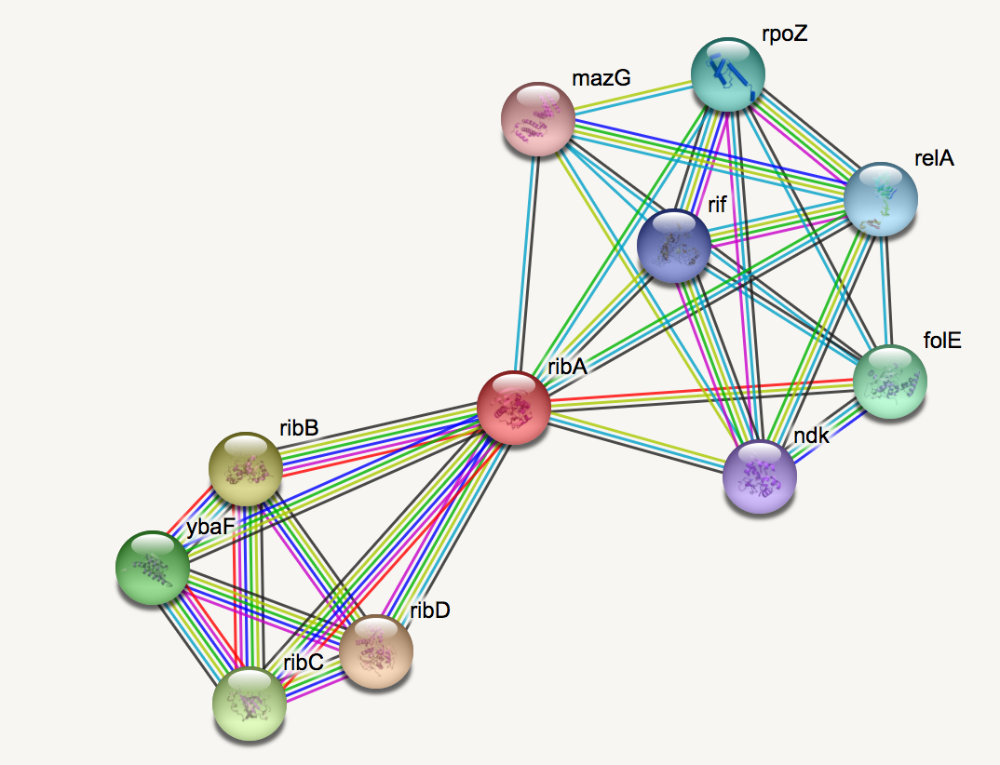 rpoZ
mazG
relA
rif
folE
ribA
ribB
ndk
ybaF
ribD
ribC